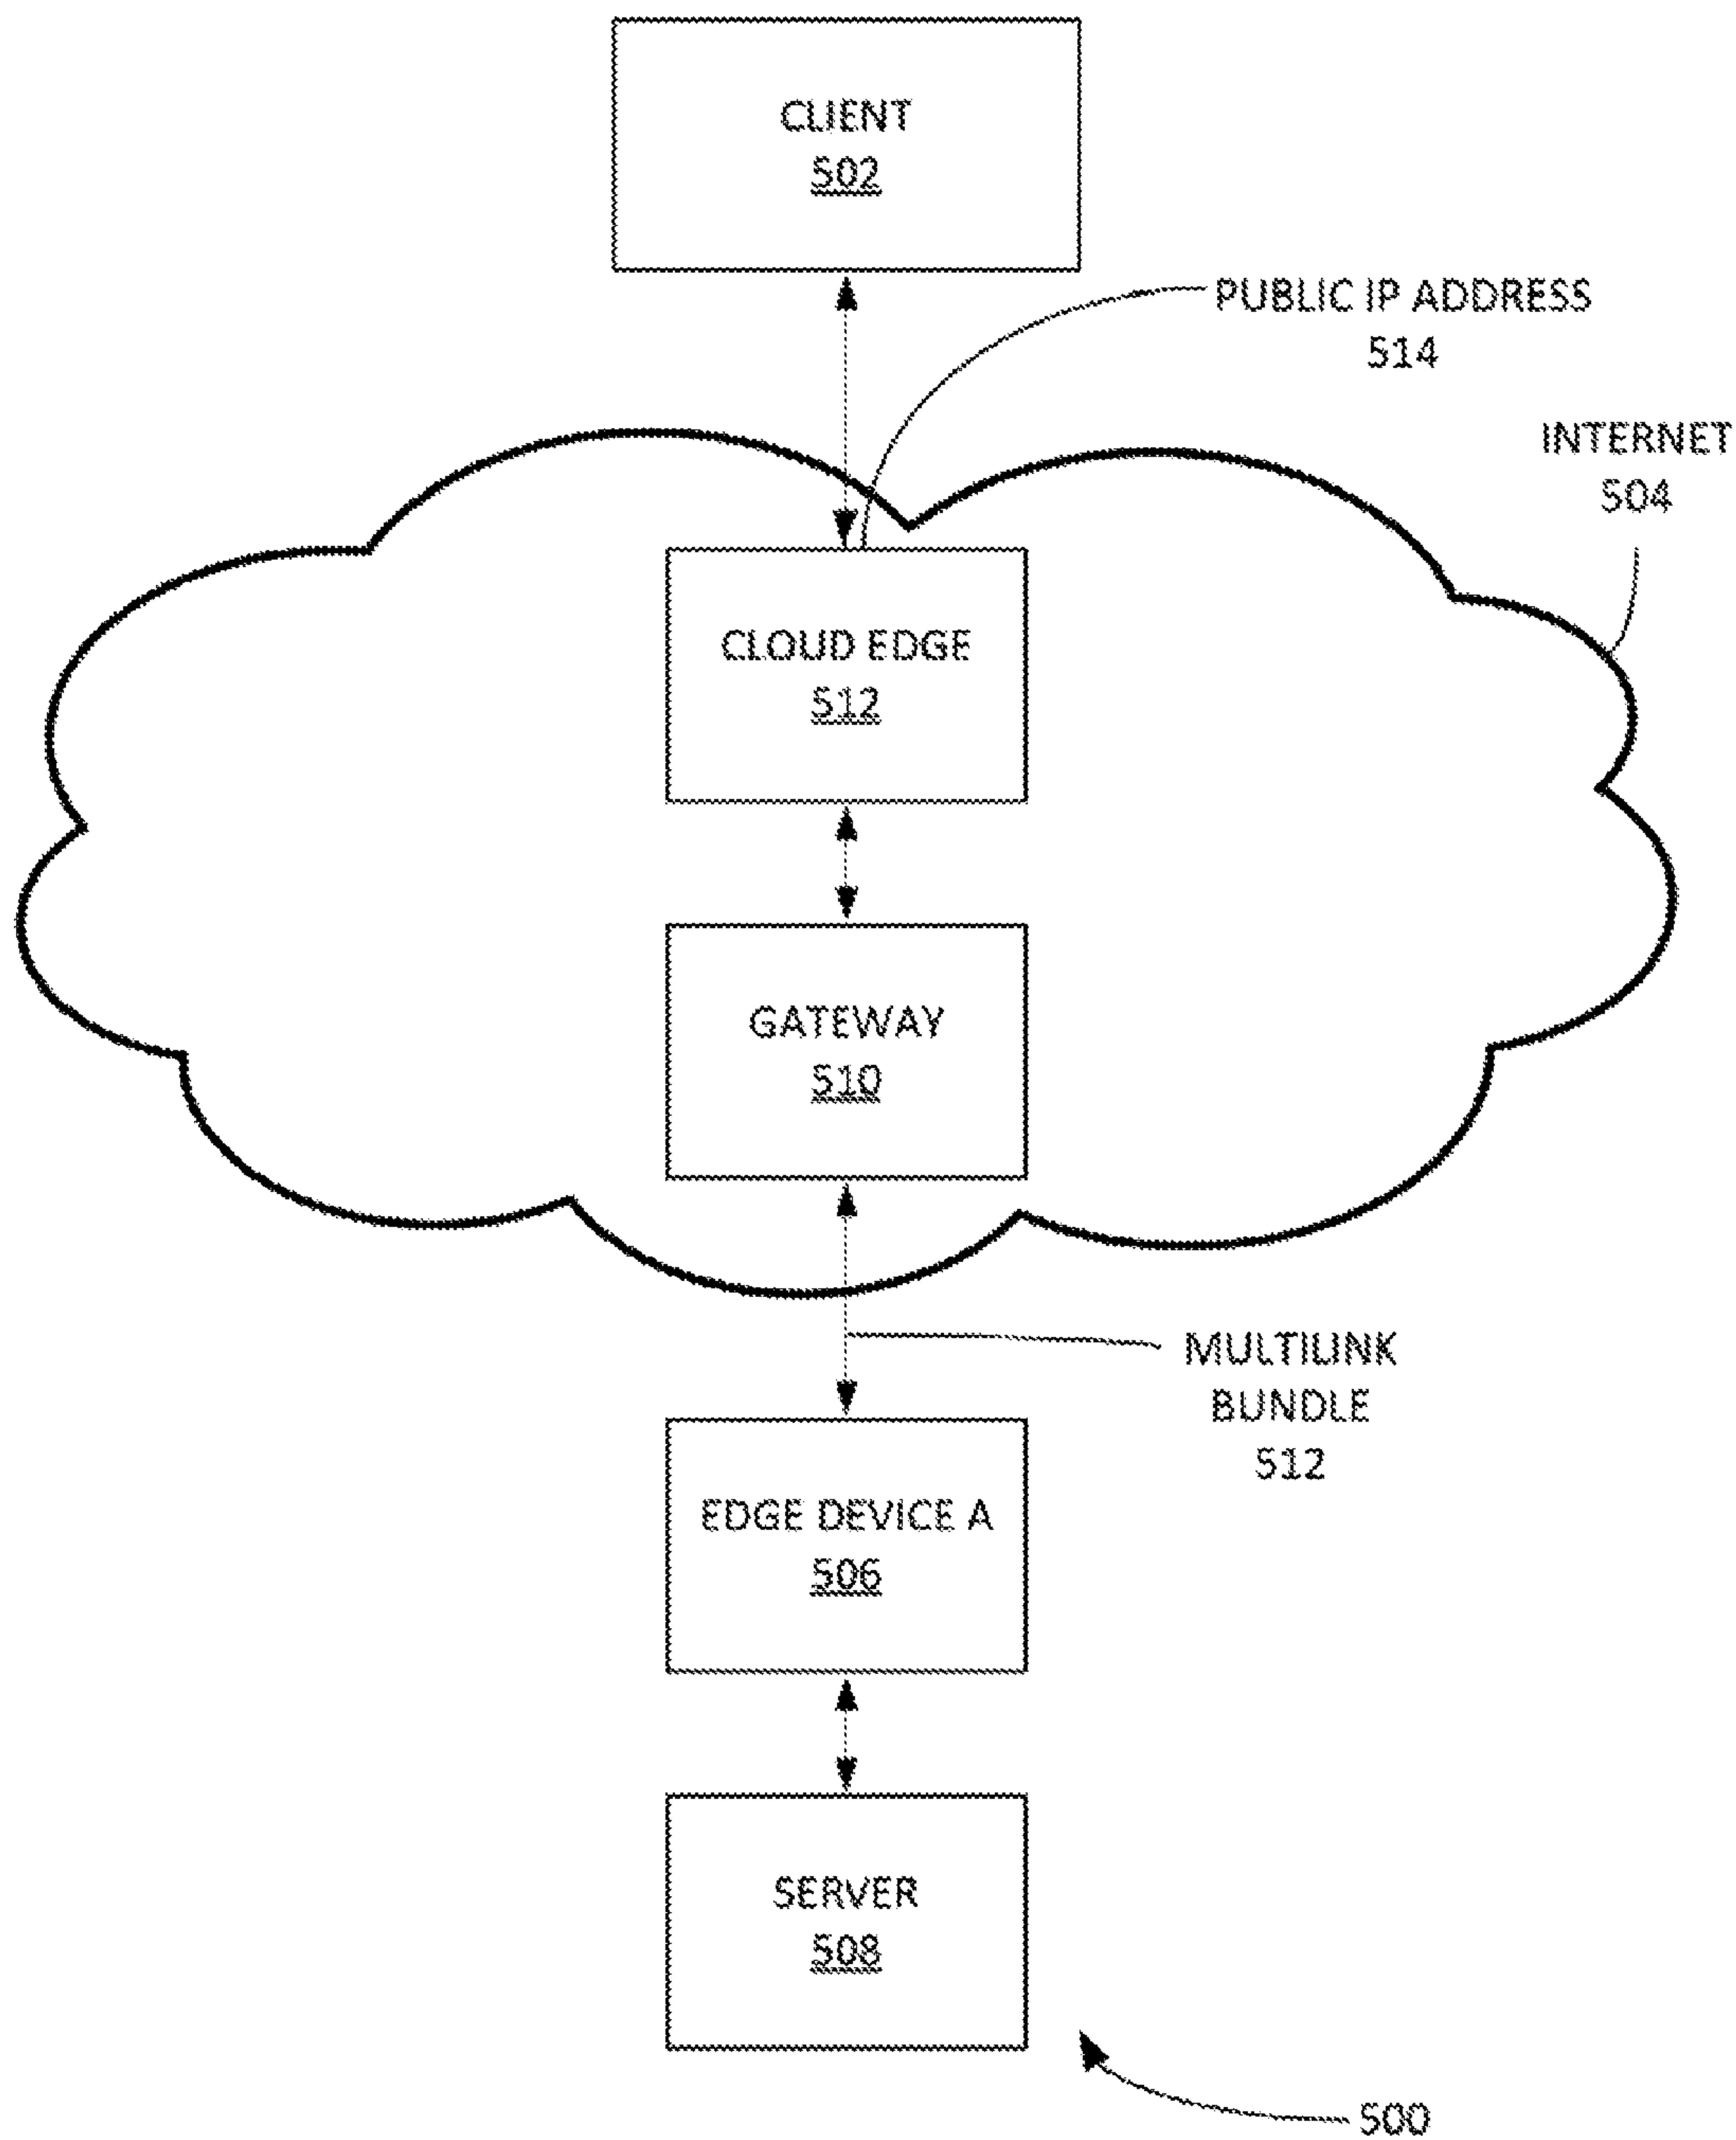 CLIENT
502
PUBLIC IP ADDRESS
514
INTERNET
504
CLOUD EDGE
512
GATEWAY
510
MULTILINK
BUNDLE
512
EDGE DEVICE A
506
SERVER
508
500